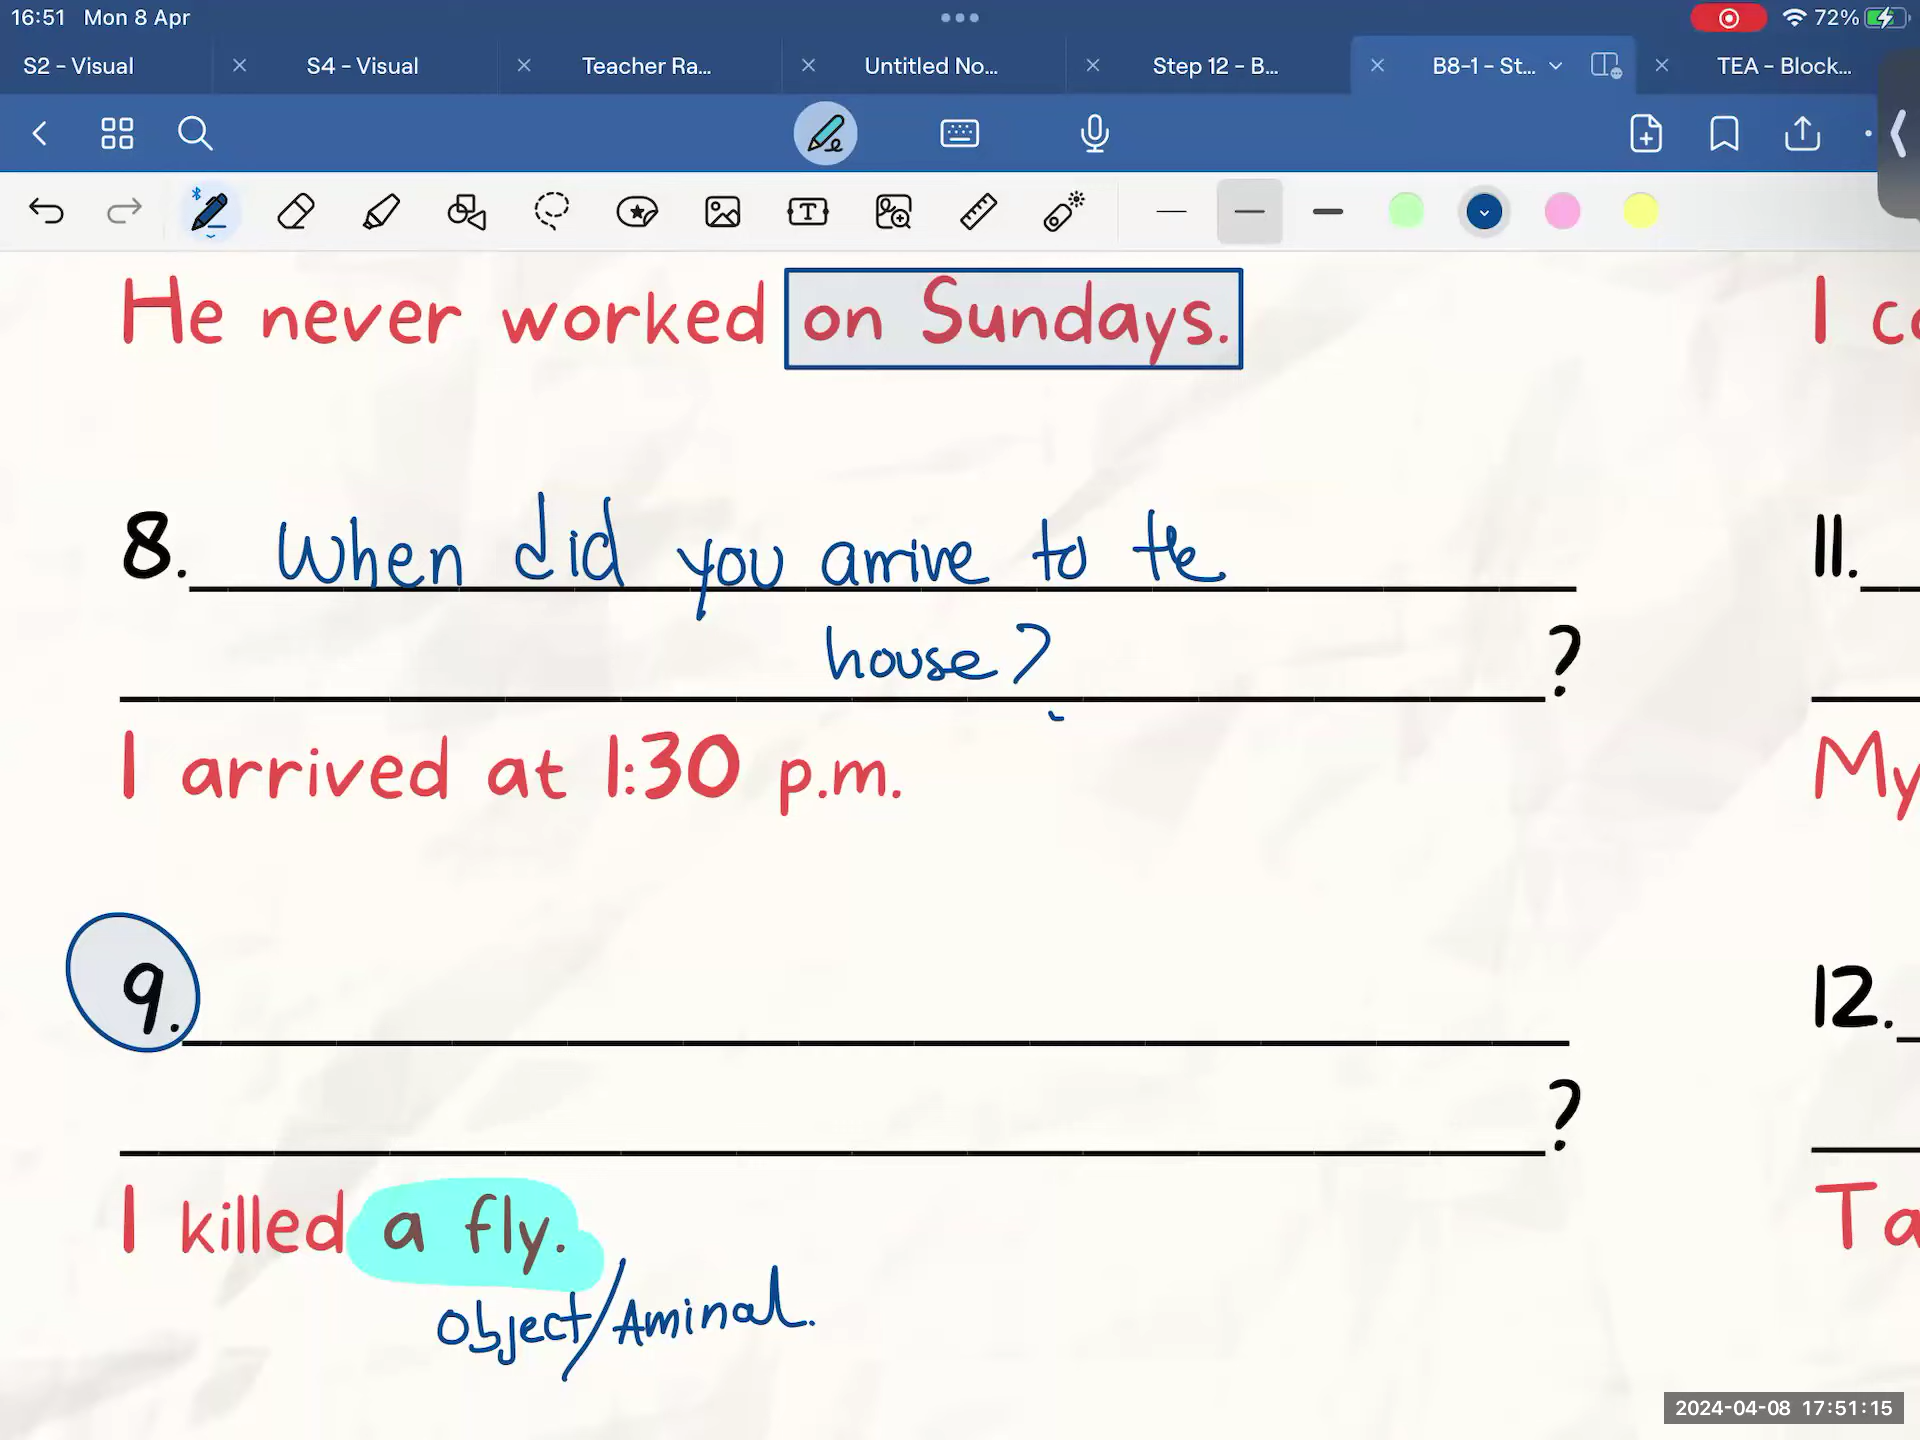 16:51 Mon 8 Apr
72%
S2 - Visual
S4 - Visual
Teacher Ra...
Untitled No...
Step 12 - B...
B8-1 - St...
TEA - Block...
He never worked on Sundays.
8. When did you arrive to the
house?
?
I arrived at 1:30 p.m.
9.
?
I killed a fly.
Object/Aminal.
I co
11.
My
12.
Ta
2024-04-08 17:51:15